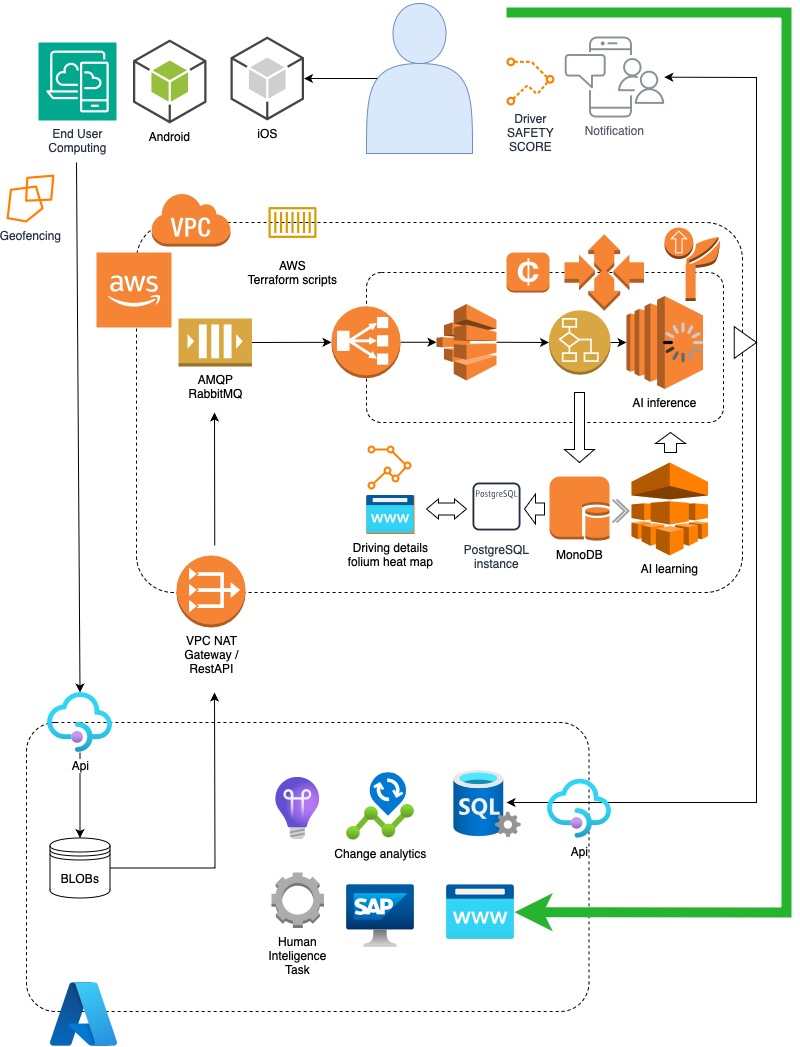 End User
Computing
Android
iOS
Driver
SAFETY
SCORE
Notification
Geofencing
VPC
aws
AWS
Terraform scripts
AMQP
RabbitMQ
AI inference
www
Driving details
folium heat map
PostgreSQL
PostgreSQL
instance
MonoDB
AI learning
VPC NAT
Gateway /
RestAPI
Api
BLOBs
Change analytics
SQL
Api
Human
Inteligence
Task
SAP
www